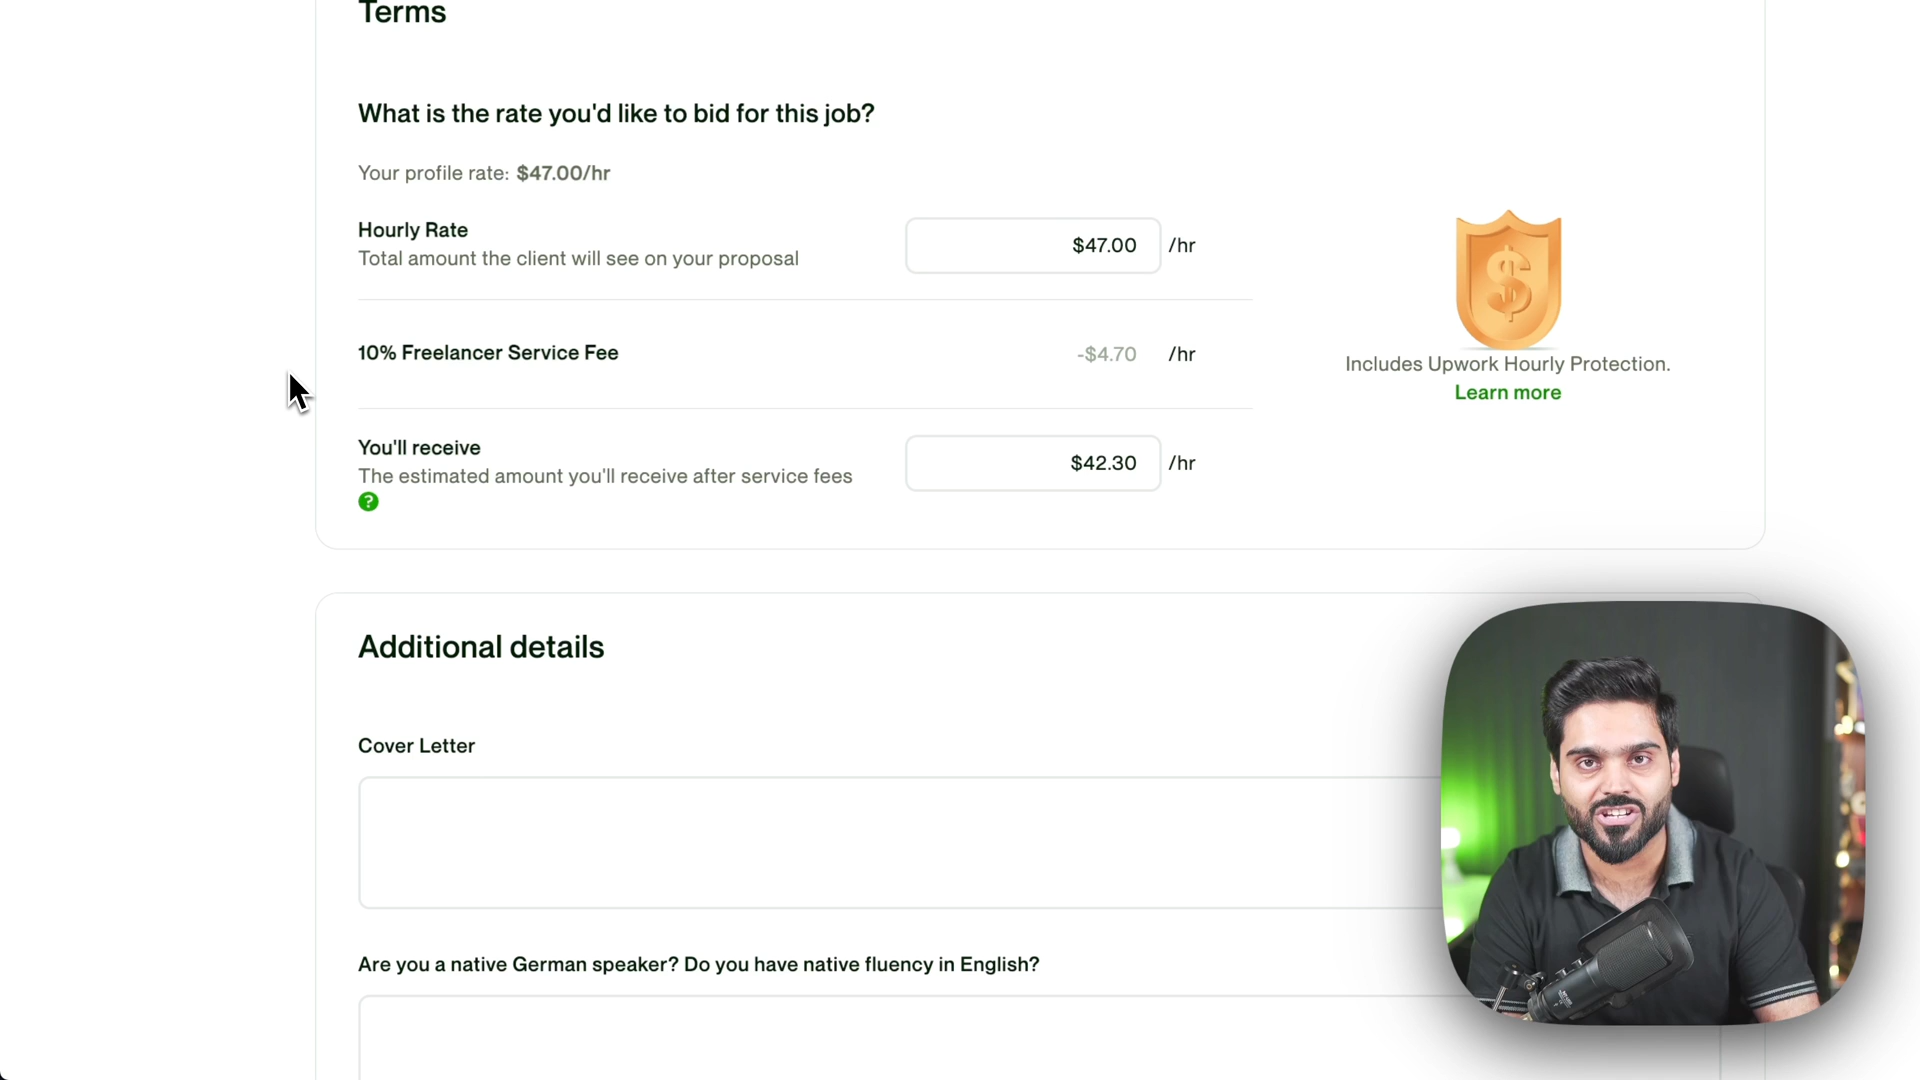 Terms
What is the rate you'd like to bid for this job?
Your profile rate: $47.00/hr
Hourly Rate
Total amount the client will see on your proposal
$47.00 /hr
10% Freelancer Service Fee
-$4.70 /hr
You'll receive
The estimated amount you'll receive after service fees
?
$42.30 /hr
$
Includes Upwork Hourly Protection.
Learn more
Additional details
Cover Letter
Are you a native German speaker? Do you have native fluency in English?